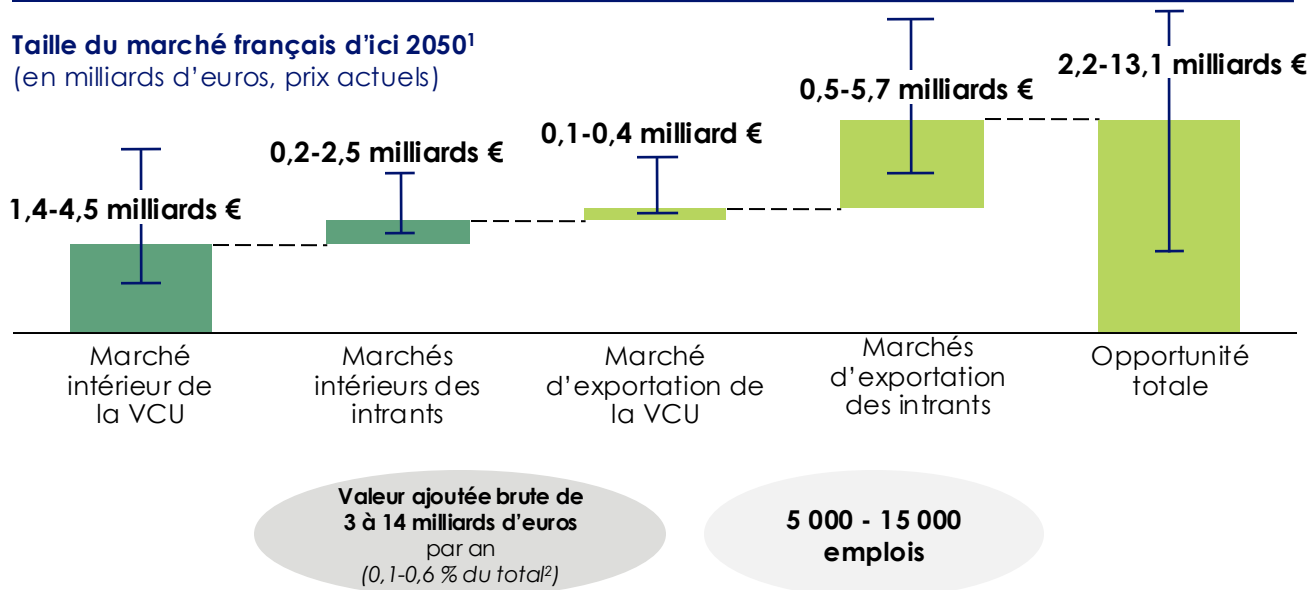 Taille du marché français d’ici 2050¹
(en milliards d’euros, prix actuels)
1,4-4,5 milliards €
0,2-2,5 milliards €
0,1-0,4 milliard €
0,5-5,7 milliards €
2,2-13,1 milliards €
Marché
intérieur de
la VCU
Marchés
intérieurs des
intrants
Marché
d’exportation de
la VCU
Marchés
d’exportation
des intrants
Opportunité
totale
Valeur ajoutée brute de
3 à 14 milliards d’euros
par an
(0,1-0,6 % du total²)
5 000 - 15 000
emplois